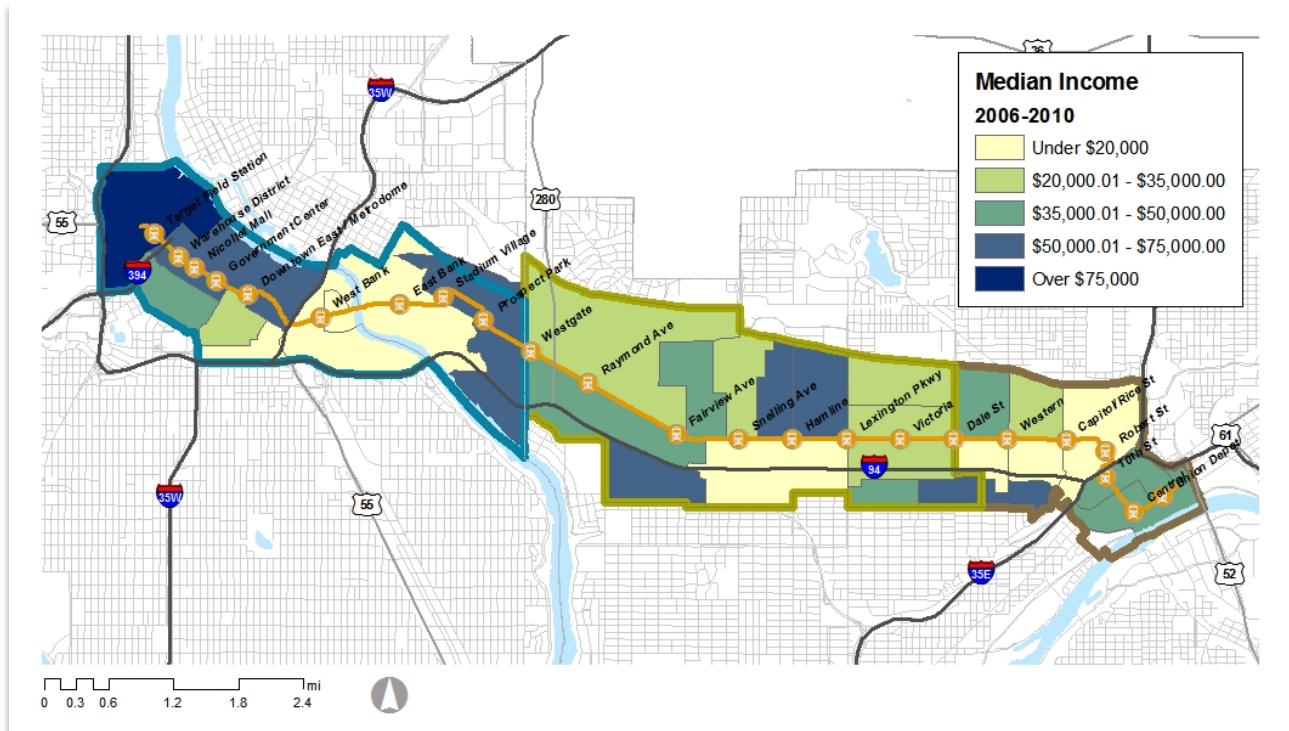 Median Income
2006-2010
Under $20,000
$20,000.01 - $35,000.00
$35,000.01 - $50,000.00
$50,000.01 - $75,000.00
Over $75,000
36
35W
280
55
394
Target Field Station
Warehouse District
Nicollet Mall
Government Center
Downtown East / Metrodome
West Bank
East Bank
Stadium Village
Prospect Park
Westgate
Raymond Ave
Fairview Ave
Snelling Ave
Hamline
Lexington Pkwy
Victoria
Dale St
Western
Capitol / Rice St
Robert St
10th St
Central
Union Depot
61
94
35W
55
35E
52
mi
0 0.3 0.6 1.2 1.8 2.4